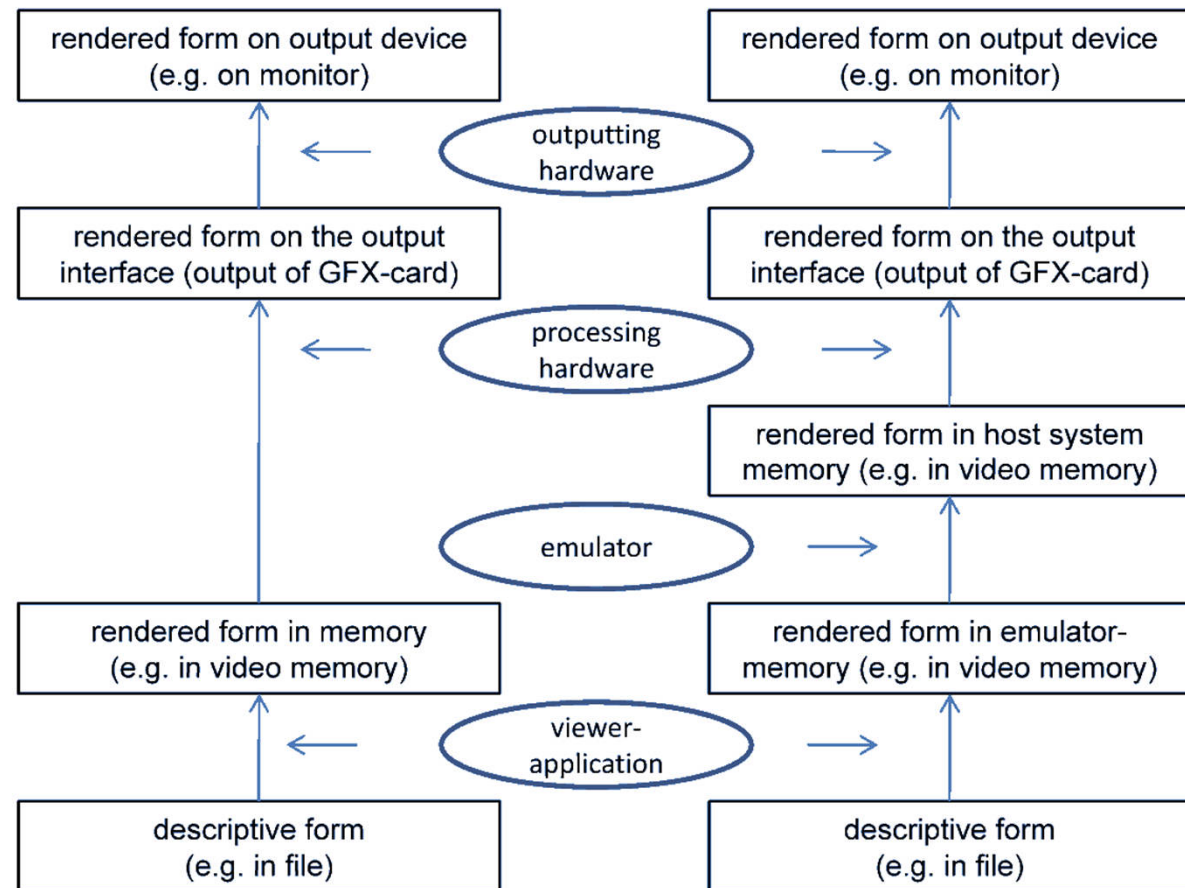 rendered form on output device
(e.g. on monitor)
rendered form on output device
(e.g. on monitor)
outputting
hardware
rendered form on the output
interface (output of GFX-card)
rendered form on the output
interface (output of GFX-card)
processing
hardware
rendered form in host system
memory (e.g. in video memory)
emulator
rendered form in memory
(e.g. in video memory)
rendered form in emulator-
memory (e.g. in video memory)
viewer-
application
descriptive form
(e.g. in file)
descriptive form
(e.g. in file)